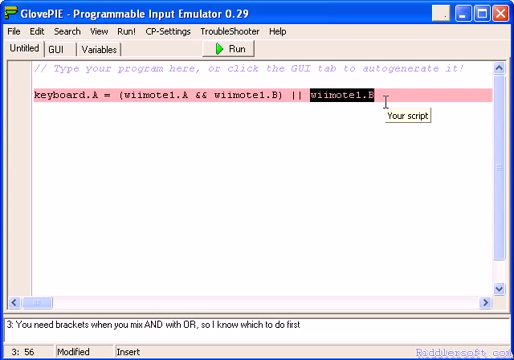 GlovePIE - Programmable Input Emulator 0.29
File Edit Search View Run! CP-Settings TroubleShooter Help
Untitled GUI Variables Run
// Type your program here, or click the GUI tab to autogenerate it!
keyboard.A = (wiimote1.A && wiimote1.B) || wiimote1.B
Your script
3: You need brackets when you mix AND with OR, so I know which to do first
3: 56 Modified Insert
Riddlersoft.com